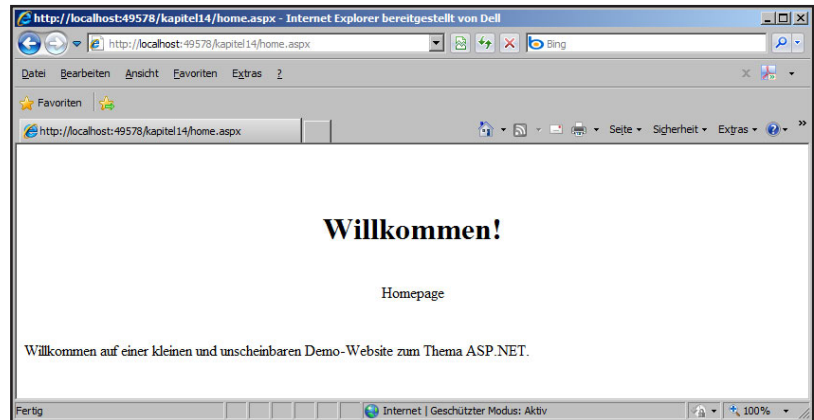 http://localhost:49578/kapitel14/home.aspx - Internet Explorer bereitgestellt von Dell
http://localhost:49578/kapitel14/home.aspx Bing
Datei Bearbeiten Ansicht Favoriten Extras ?
Favoriten
http://localhost:49578/kapitel14/home.aspx Seite Sicherheit Extras »
Willkommen!
Homepage
Willkommen auf einer kleinen und unscheinbaren Demo-Website zum Thema ASP.NET.
Fertig Internet | Geschützter Modus: Aktiv 100%